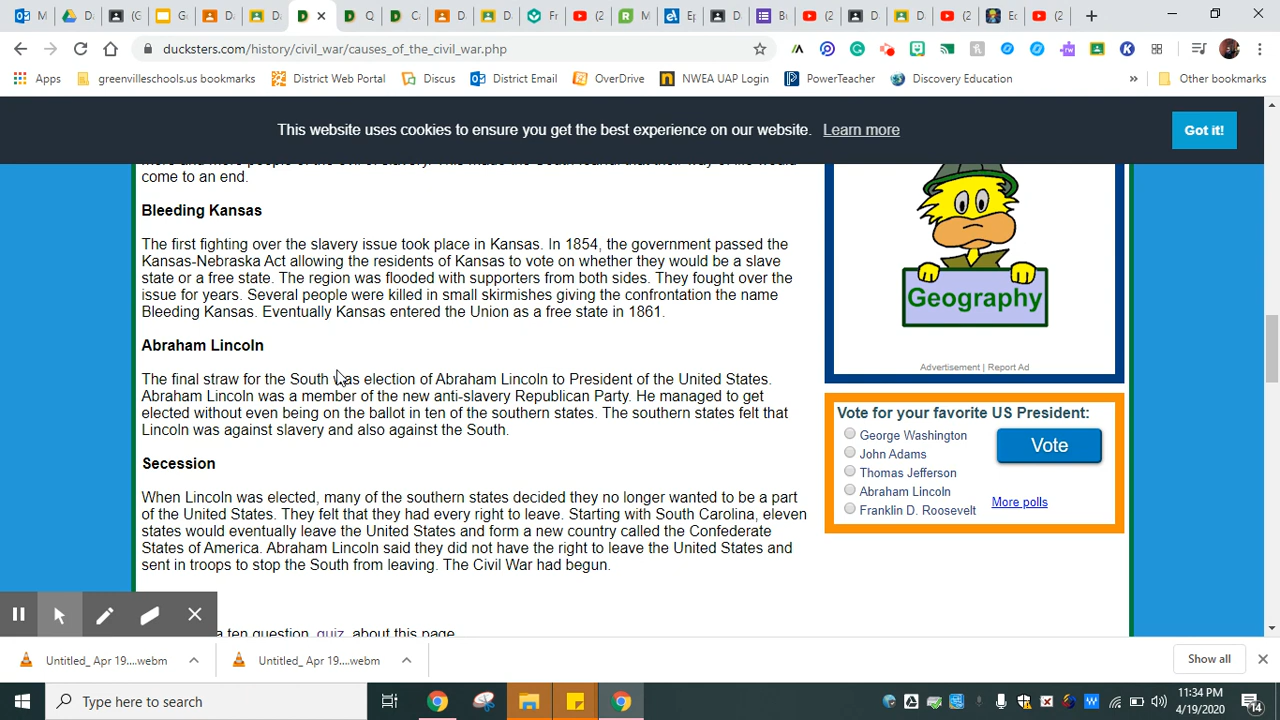 (G
Da
D
Q
Ca
D
D
Fr
(2
M
Ep
D
Bu
(2
D
D
(2
Ec
(2
ducksters.com/history/civil_war/causes_of_the_civil_war.php
Apps
greenvilleschools.us bookmarks
District Web Portal
Discus
District Email
OverDrive
NWEA UAP Login
PowerTeacher
Discovery Education
»
Other bookmarks
This website uses cookies to ensure you get the best experience on our website. Learn more
Got it!
come to an end.
Bleeding Kansas
The first fighting over the slavery issue took place in Kansas. In 1854, the government passed the
Kansas-Nebraska Act allowing the residents of Kansas to vote on whether they would be a slave
state or a free state. The region was flooded with supporters from both sides. They fought over the
issue for years. Several people were killed in small skirmishes giving the confrontation the name
Bleeding Kansas. Eventually Kansas entered the Union as a free state in 1861.
Abraham Lincoln
The final straw for the South was election of Abraham Lincoln to President of the United States.
Abraham Lincoln was a member of the new anti-slavery Republican Party. He managed to get
elected without even being on the ballot in ten of the southern states. The southern states felt that
Lincoln was against slavery and also against the South.
Secession
When Lincoln was elected, many of the southern states decided they no longer wanted to be a part
of the United States. They felt that they had every right to leave. Starting with South Carolina, eleven
states would eventually leave the United States and form a new country called the Confederate
States of America. Abraham Lincoln said they did not have the right to leave the United States and
sent in troops to stop the South from leaving. The Civil War had begun.
a ten question quiz about this page.
Geography
Advertisement | Report Ad
Vote for your favorite US President:
George Washington
John Adams
Thomas Jefferson
Abraham Lincoln
Franklin D. Roosevelt
Vote
More polls
Untitled_ Apr 19....webm
Untitled_ Apr 19....webm
Show all
Type here to search
11:34 PM
4/19/2020
14